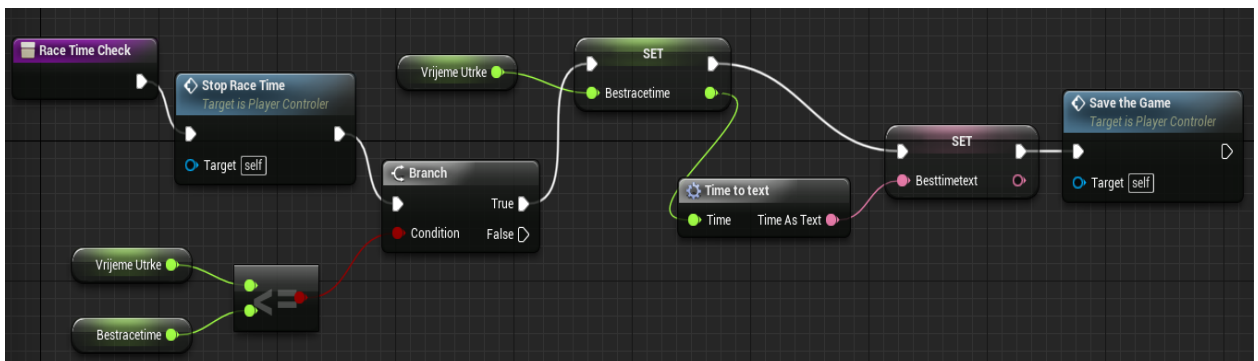 Race Time Check
Stop Race Time
Target is Player Controler
Target self
Vrijeme Utrke
Bestracetime
<=
Branch
Condition
True
False
Vrijeme Utrke
SET
Bestracetime
Time to text
Time
Time As Text
SET
Besttimetext
Save the Game
Target is Player Controler
Target self